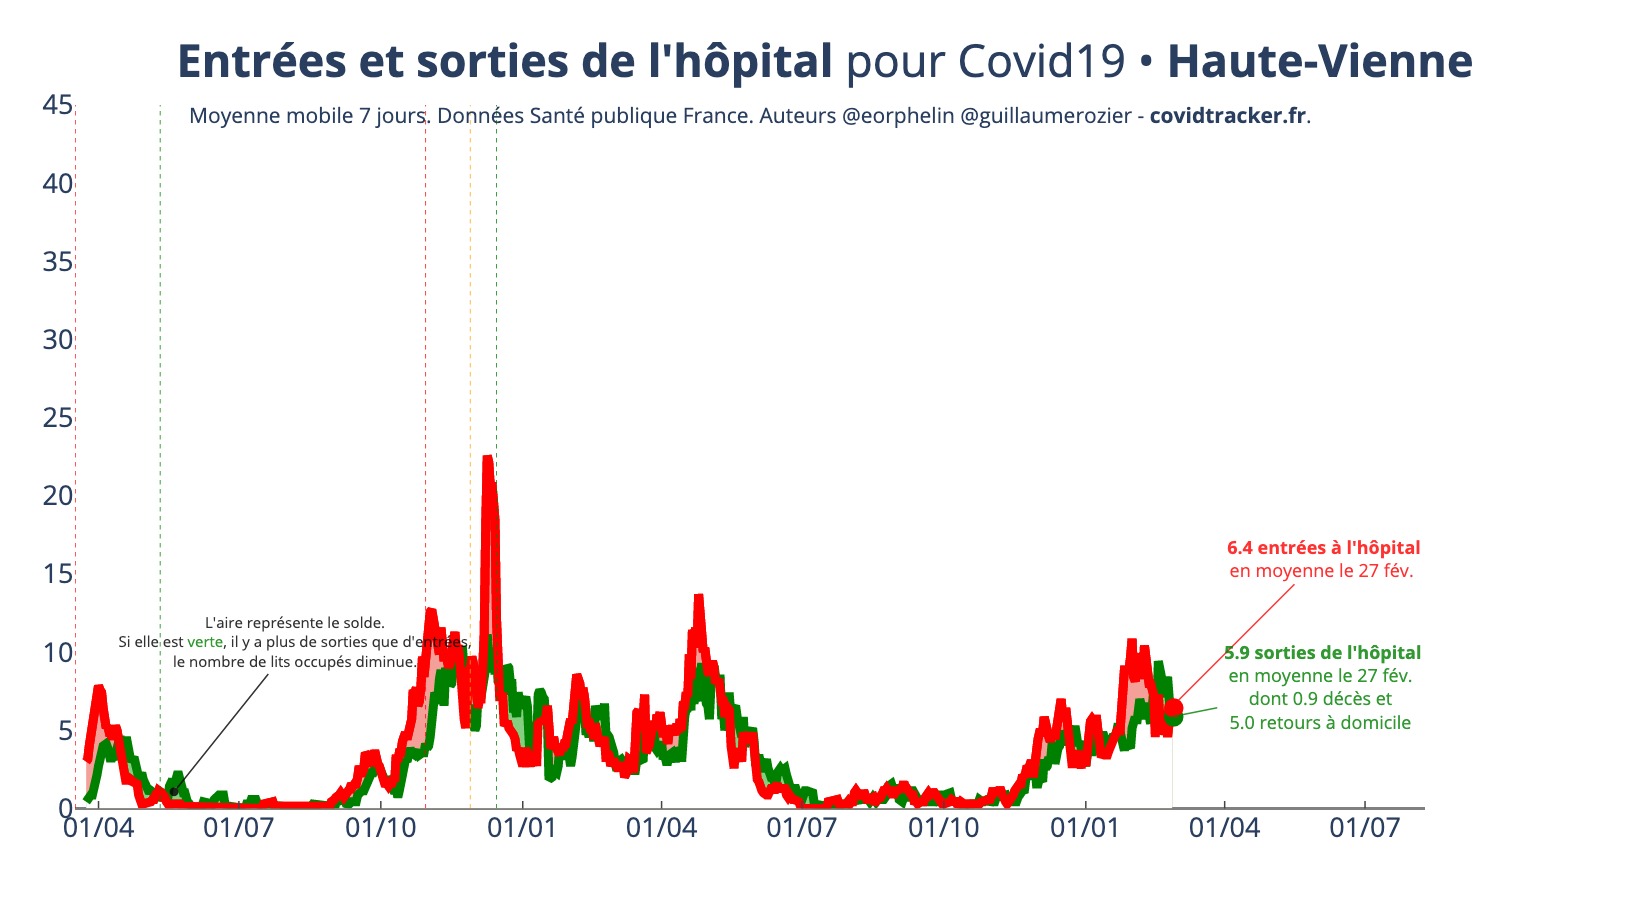 Entrées et sorties de l'hôpital pour Covid19 • Haute-Vienne
Moyenne mobile 7 jours. Données Santé publique France. Auteurs @eorphelin @guillaumerozier - covidtracker.fr.
45
40
35
30
25
20
15
10
5
0
L'aire représente le solde.
Si elle est verte, il y a plus de sorties que d'entrées,
le nombre de lits occupés diminue.
6.4 entrées à l'hôpital
en moyenne le 27 fév.
5.9 sorties de l'hôpital
en moyenne le 27 fév.
dont 0.9 décès et
5.0 retours à domicile
01/04 01/07 01/10 01/01 01/04 01/07 01/10 01/01 01/04 01/07